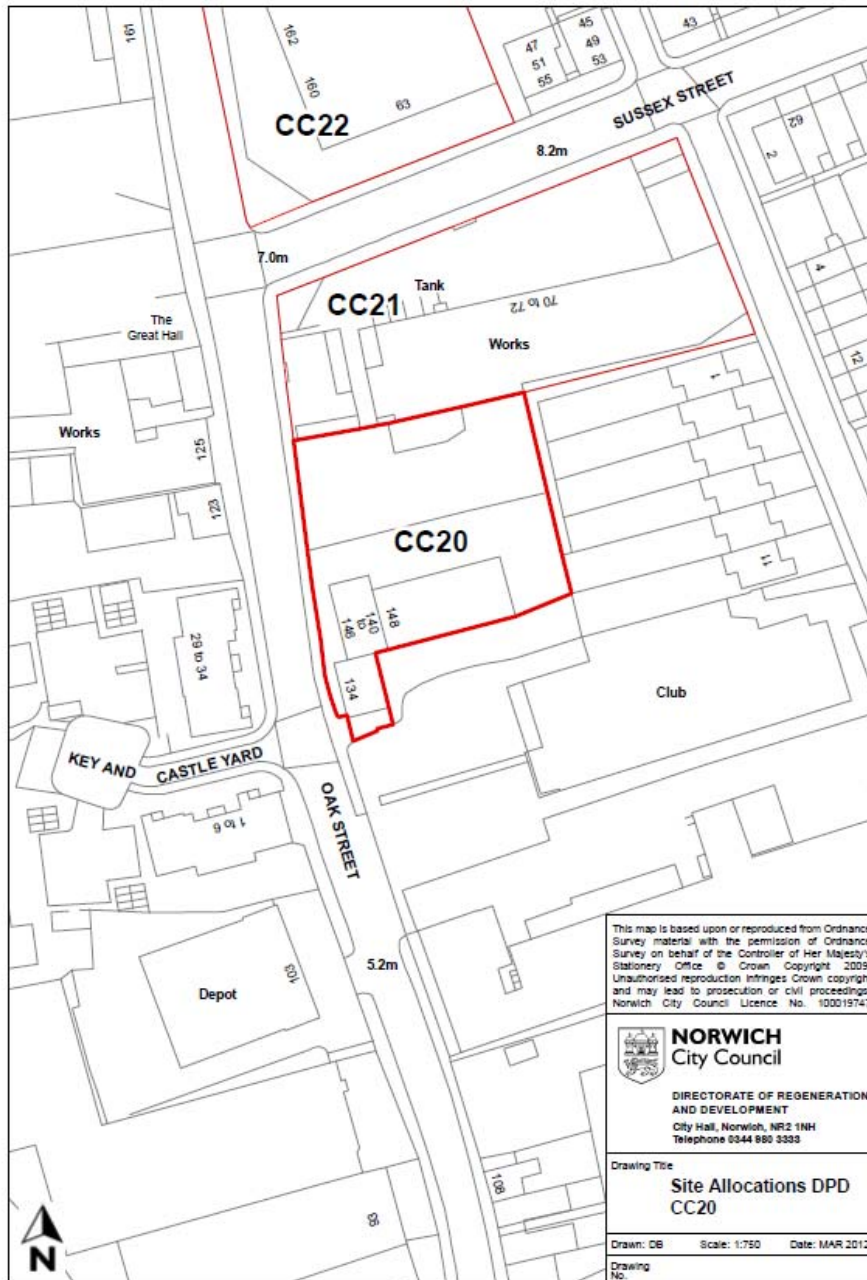 161
162
160
63
CC22
47
51
55
45
49
53
43
SUSSEX STREET
8.2m
62
2
7.0m
CC21
Tank
70 to 72
Works
4
12
The
Great Hall
Works
125
123
1
11
CC20
146
140
to
148
134
29 to 34
Club
KEY AND
CASTLE YARD
1 to 6
OAK STREET
5.2m
Depot
103
108
93
N
This map is based upon or reproduced from Ordnance
Survey material with the permission of Ordnance
Survey on behalf of the Controller of Her Majesty's
Stationery Office © Crown Copyright 2009.
Unauthorised reproduction infringes Crown copyright
and may lead to prosecution or civil proceedings.
Norwich City Council Licence No. 100019747
NORWICH
City Council
DIRECTORATE OF REGENERATION
AND DEVELOPMENT
City Hall, Norwich, NR2 1NH
Telephone 0344 980 3333
Drawing Title
Site Allocations DPD
CC20
Drawn: DB Scale: 1:750 Date: MAR 2012
Drawing
No.